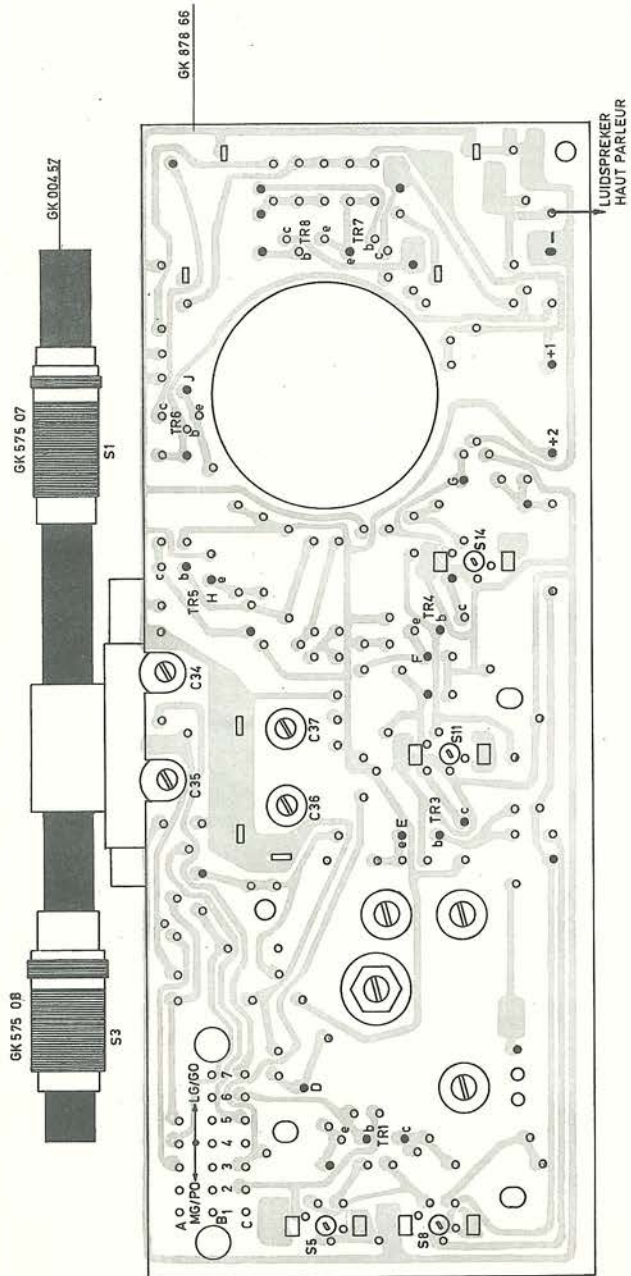 GK 878 66
GK 004 57
GK 575 07
S1
GK 575 08
S3
LUIDSPREKER
HAUT PARLEUR
c
b
TR8
e
e
TR7
b
c
-
+1
+2
c
TR6
b
e
J
G
c
b
TR5
H
e
S14
TR4
e
b
c
F
C34
C35
C37
C36
S11
E
e
TR3
b
c
D
MG/PO
LG/GO
A
B
C
1
2
3
4
5
6
7
e
b
TR1
c
S5
S8